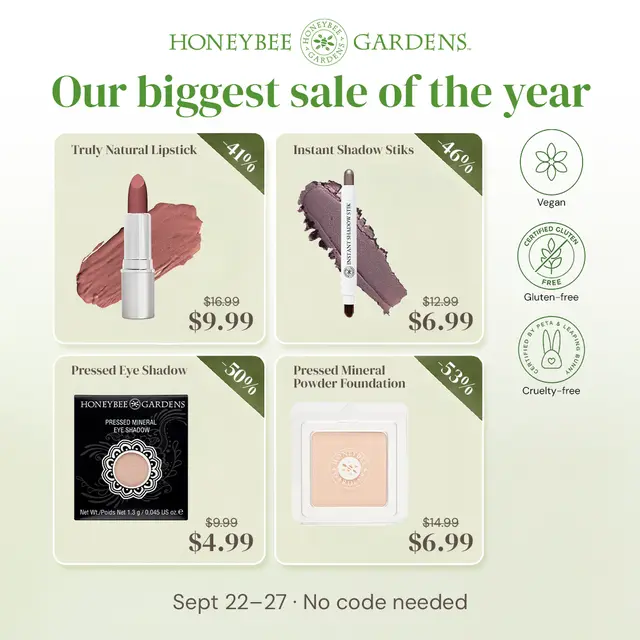 HONEYBEE GARDENS™
HONEYBEE GARDENS
Our biggest sale of the year
Truly Natural Lipstick
-41%
$16.99
$9.99
Instant Shadow Stiks
-46%
INSTANT SHADOW STIK
$12.99
$6.99
Vegan
CERTIFIED GLUTEN
FREE
Gluten-free
CERTIFIED BY PETA & LEAPING BUNNY
Cruelty-free
Pressed Eye Shadow
-50%
HONEYBEE GARDENS
PRESSED MINERAL
EYE SHADOW
Net Wt./Poids Net 1.3 g / 0.045 US oz.e
$9.99
$4.99
Pressed Mineral
Powder Foundation
-53%
$14.99
$6.99
Sept 22–27 · No code needed